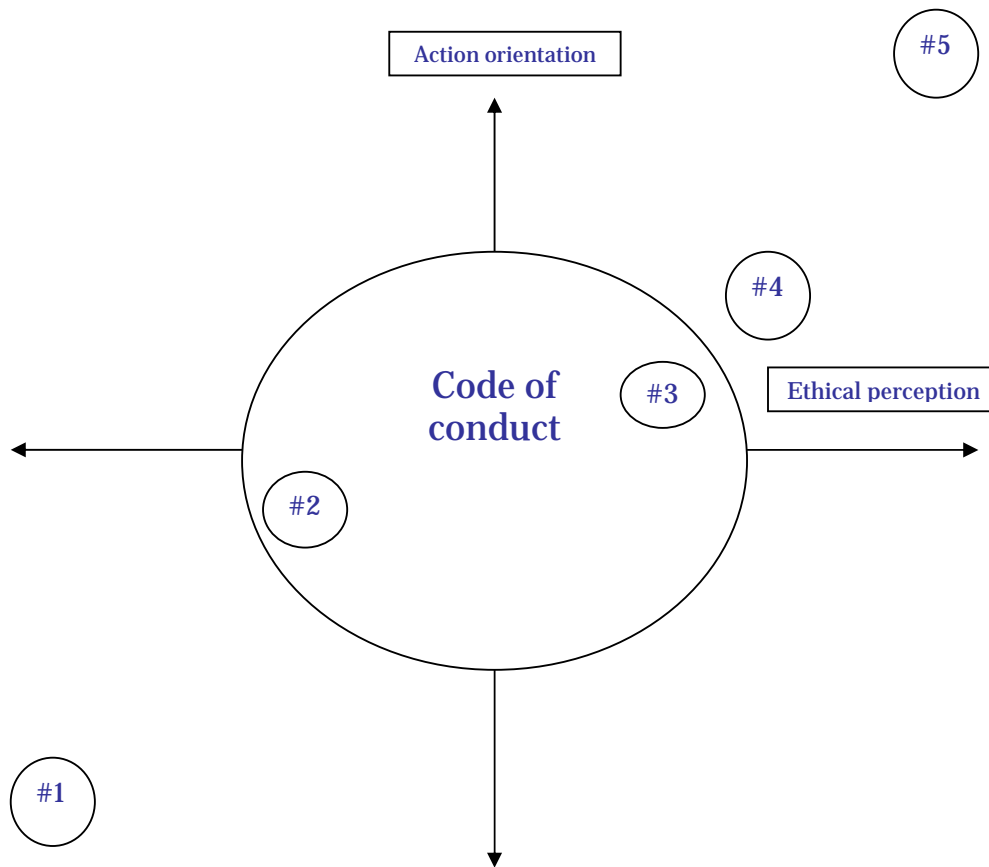 #5
Action orientation
#4
Code of
conduct
#3
Ethical perception
#2
#1